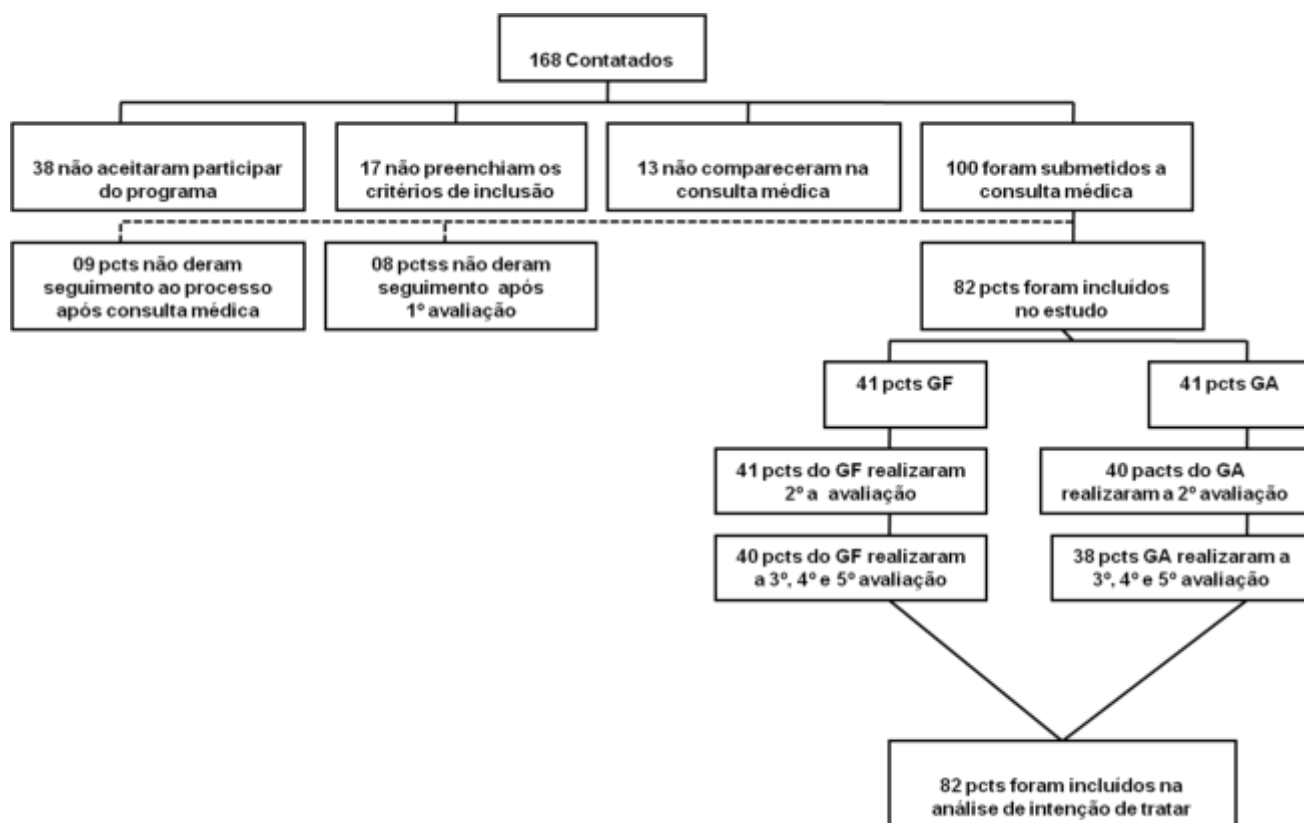 168 Contatados
38 não aceitaram participar
do programa
17 não preenchiam os
critérios de inclusão
13 não compareceram na
consulta médica
100 foram submetidos a
consulta médica
09 pcts não deram
seguimento ao processo
após consulta médica
08 pctss não deram
seguimento após
1º avaliação
82 pcts foram incluídos
no estudo
41 pcts GF
41 pcts GA
41 pcts do GF realizaram
2º a avaliação
40 pacts do GA
realizaram a 2º avaliação
40 pcts do GF realizaram
a 3º, 4º e 5º avaliação
38 pcts GA realizaram a
3º, 4º e 5º avaliação
82 pcts foram incluídos na
análise de intenção de tratar